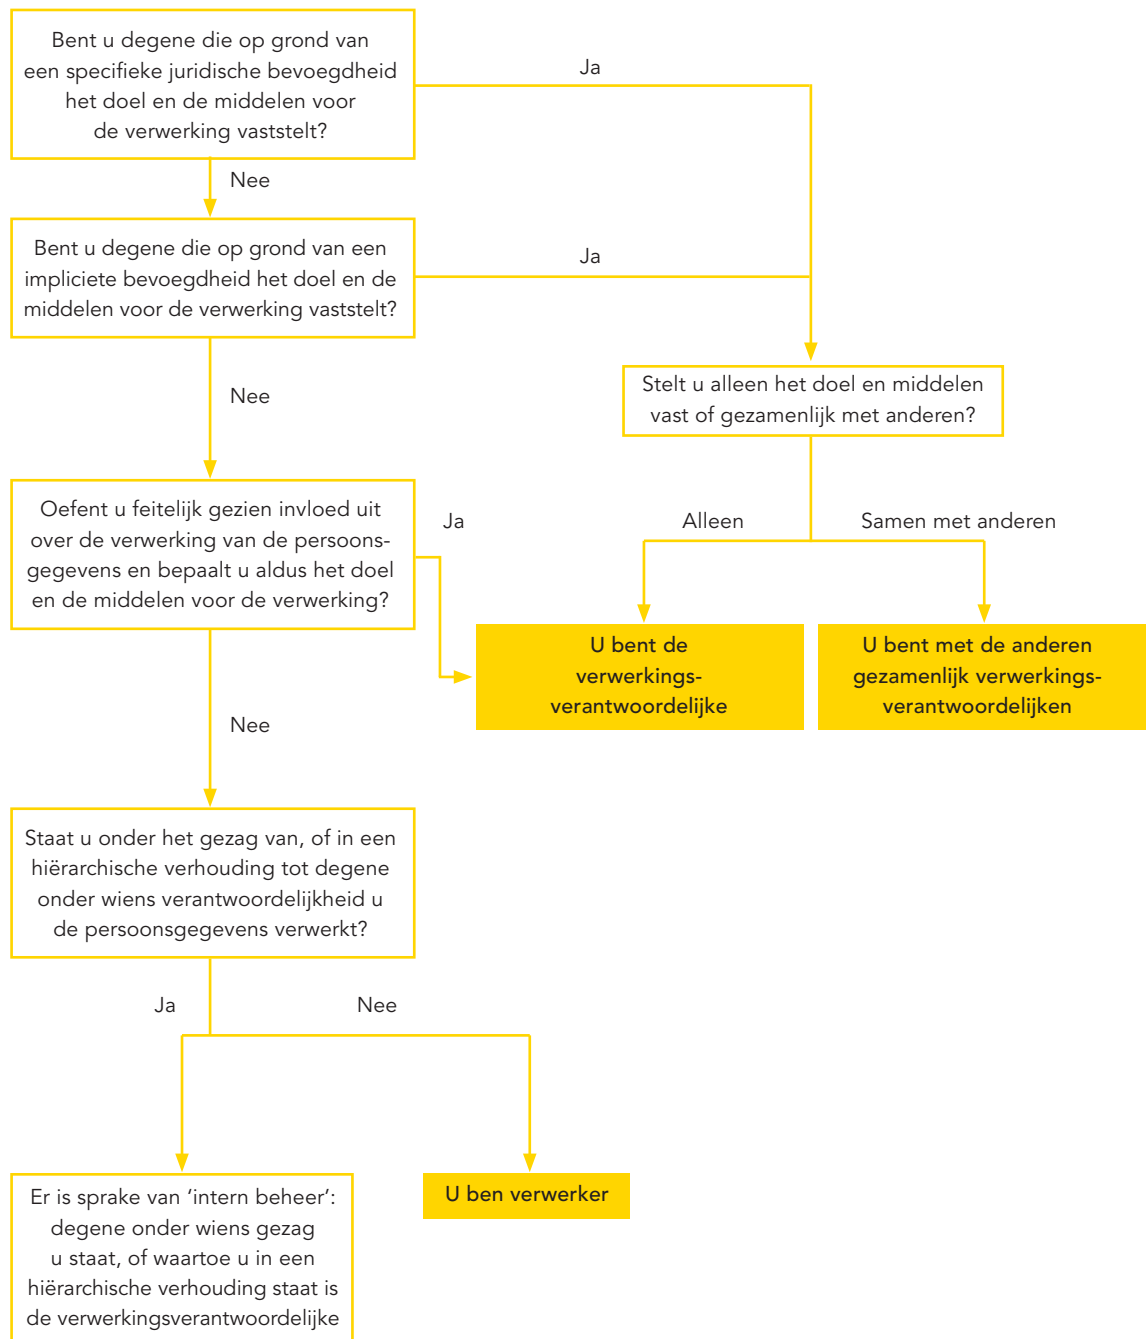 Bent u degene die op grond van
een specifieke juridische bevoegdheid
het doel en de middelen voor
de verwerking vaststelt?
Ja
Nee
Bent u degene die op grond van een
impliciete bevoegdheid het doel en de
middelen voor de verwerking vaststelt?
Ja
Nee
Stelt u alleen het doel en middelen
vast of gezamenlijk met anderen?
Oefent u feitelijk gezien invloed uit
over de verwerking van de persoons-
gegevens en bepaalt u aldus het doel
en de middelen voor de verwerking?
Ja
Alleen
Samen met anderen
U bent de
verwerkings-
verantwoordelijke
U bent met de anderen
gezamenlijk verwerkings-
verantwoordelijken
Nee
Staat u onder het gezag van, of in een
hiërarchische verhouding tot degene
onder wiens verantwoordelijkheid u
de persoonsgegevens verwerkt?
Ja
Nee
Er is sprake van ‘intern beheer’:
degene onder wiens gezag
u staat, of waartoe u in een
hiërarchische verhouding staat is
de verwerkingsverantwoordelijke
U ben verwerker